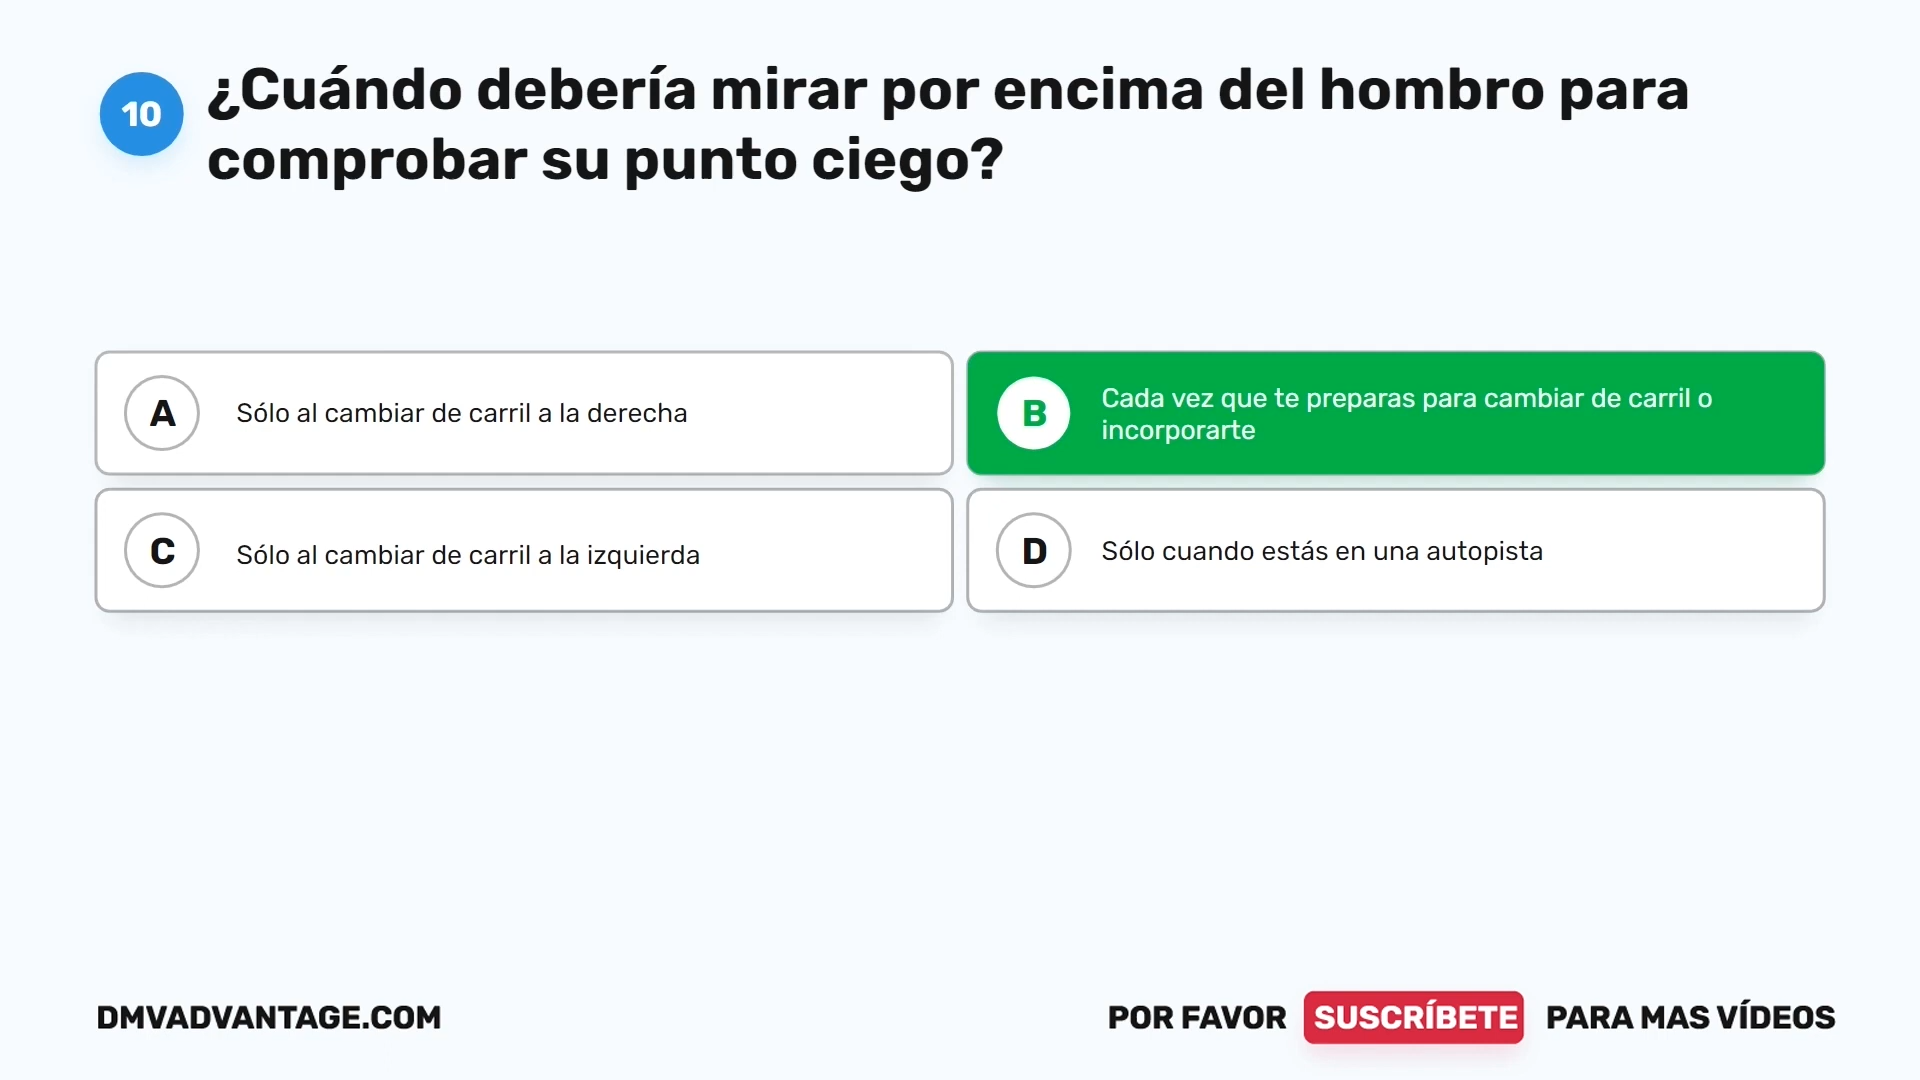 10
¿Cuándo debería mirar por encima del hombro para
comprobar su punto ciego?
A
Sólo al cambiar de carril a la derecha
B
Cada vez que te preparas para cambiar de carril o
incorporarte
C
Sólo al cambiar de carril a la izquierda
D
Sólo cuando estás en una autopista
DMVADVANTAGE.COM
POR FAVOR SUSCRÍBETE PARA MAS VÍDEOS